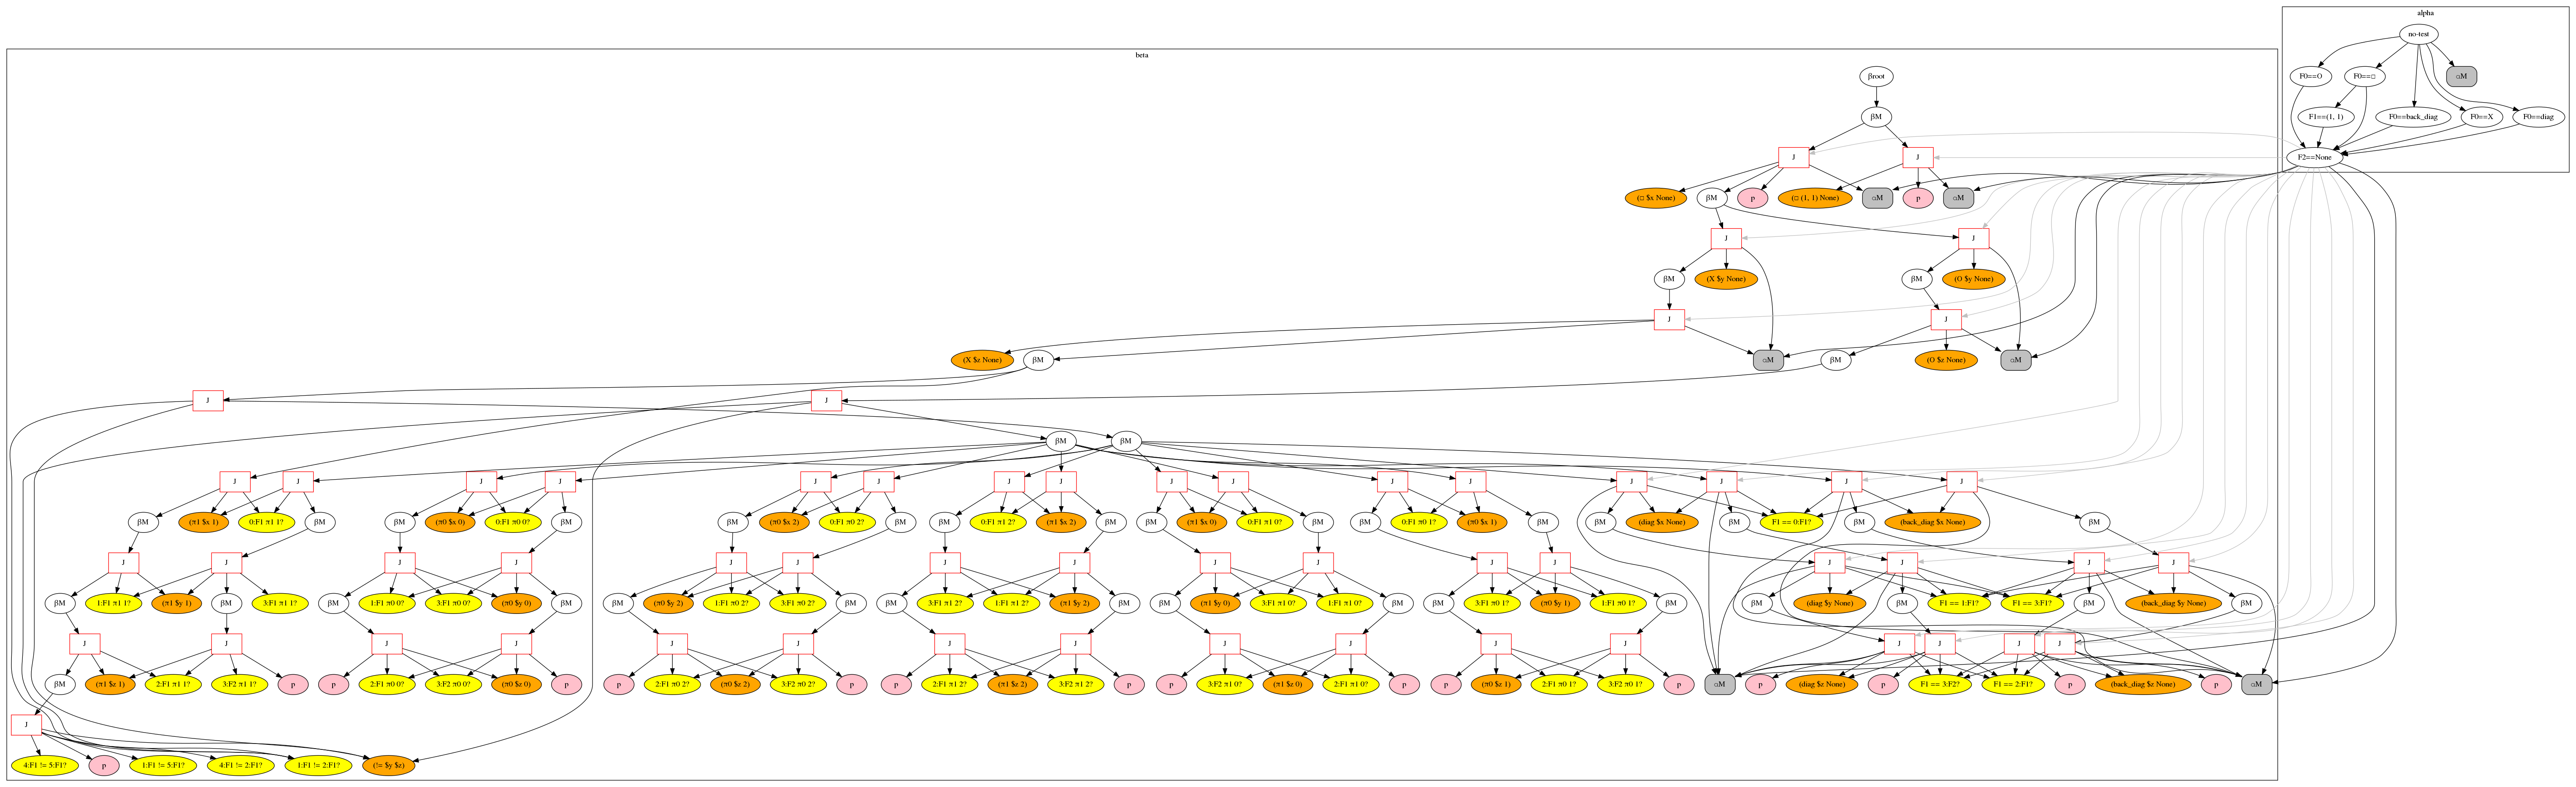 alpha
no-test
beta
βroot F0==O F0==□ αM
βM F1==(1, 1) F0==back_diag F0==X F0==diag
J J F2==None
(□ $x None) βM p (□ (1, 1) None) αM p αM
J J
βM (X $y None) βM (O $y None)
J J
(X $z None) βM αM βM (O $z None) αM
J J
βM βM
J J J J J J J J J J J J J J J J
βM (π1 $x 1) 0:F1 π1 1? βM βM (π0 $x 0) 0:F1 π0 0? βM βM (π0 $x 2) 0:F1 π0 2? βM βM 0:F1 π1 2? (π1 $x 2) βM βM (π1 $x 0) 0:F1 π1 0? βM βM 0:F1 π0 1? (π0 $x 1) βM βM (diag $x None) βM F1 == 0:F1? βM (back_diag $x None) βM
J J J J J J J J J J J J J J J J
βM 1:F1 π1 1? (π1 $y 1) βM 3:F1 π1 1? βM 1:F1 π0 0? 3:F1 π0 0? (π0 $y 0) βM βM (π0 $y 2) 1:F1 π0 2? 3:F1 π0 2? βM βM 3:F1 π1 2? 1:F1 π1 2? (π1 $y 2) βM βM (π1 $y 0) 3:F1 π1 0? 1:F1 π1 0? βM βM 3:F1 π0 1? (π0 $y 1) 1:F1 π0 1? βM βM (diag $y None) βM F1 == 1:F1? F1 == 3:F1? βM (back_diag $y None) βM
J J J J J J J J J J J J J J J J
βM (π1 $z 1) 2:F1 π1 1? 3:F2 π1 1? p p 2:F1 π0 0? 3:F2 π0 0? (π0 $z 0) p p 2:F1 π0 2? (π0 $z 2) 3:F2 π0 2? p p 2:F1 π1 2? (π1 $z 2) 3:F2 π1 2? p p 3:F2 π1 0? (π1 $z 0) 2:F1 π1 0? p p (π0 $z 1) 2:F1 π0 1? 3:F2 π0 1? p αM p (diag $z None) p F1 == 3:F2? F1 == 2:F1? p (back_diag $z None) p αM
J
4:F1 != 5:F1? p 1:F1 != 5:F1? 4:F1 != 2:F1? 1:F1 != 2:F1? (!= $y $z)